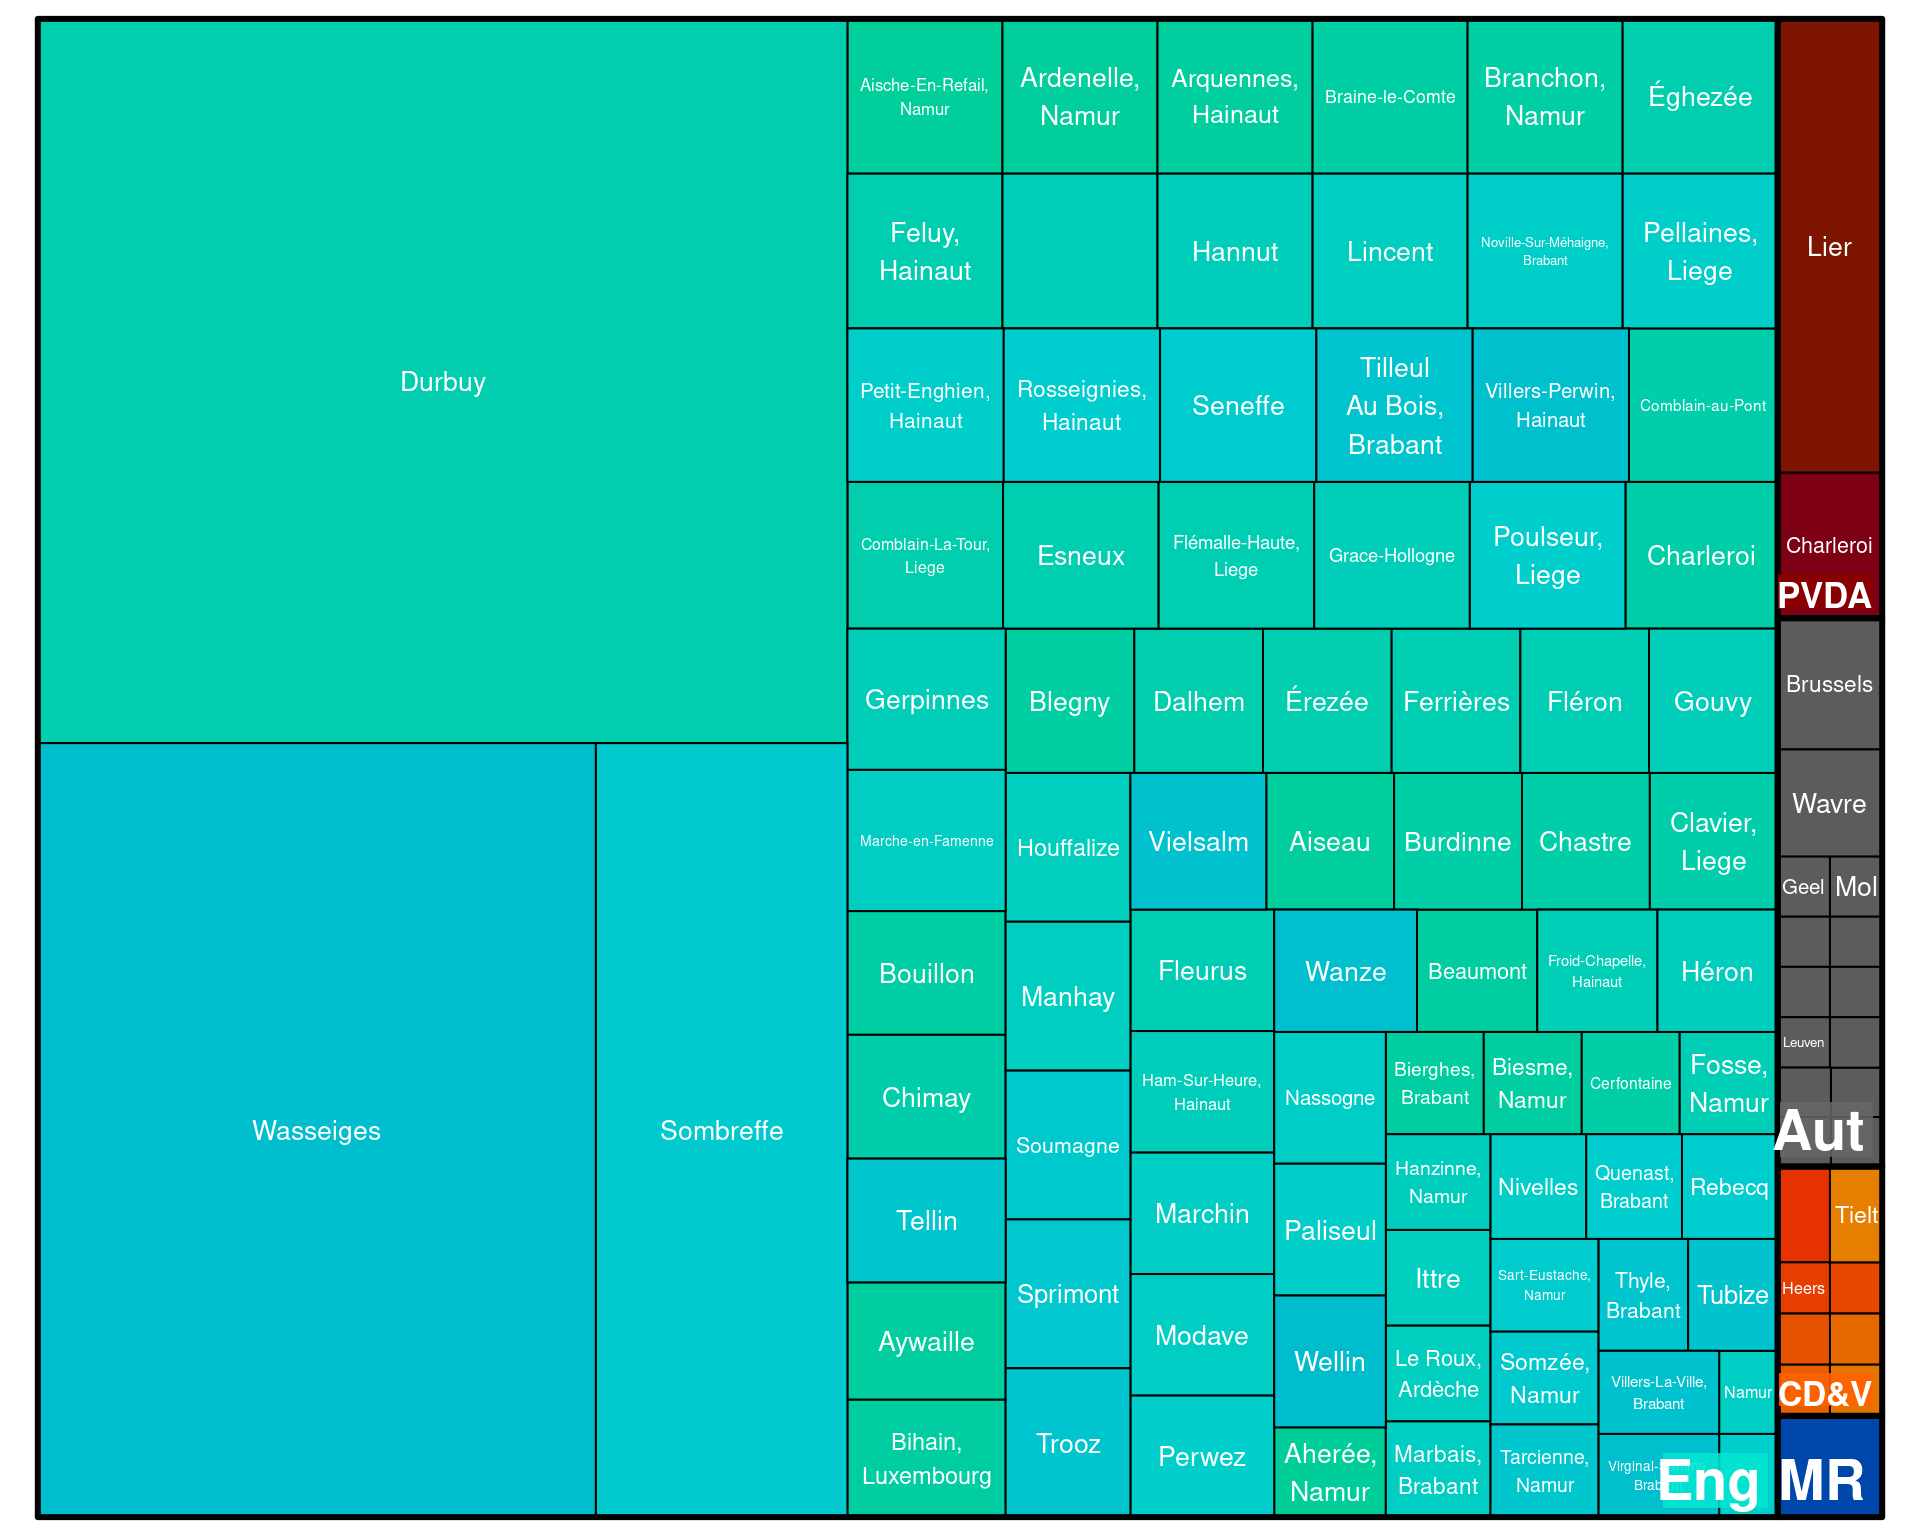 Durbuy
Wasseiges
Sombreffe
Aische-En-Refail,
Namur
Ardenelle,
Namur
Arquennes,
Hainaut
Braine-le-Comte
Branchon,
Namur
Éghezée
Feluy,
Hainaut
Hannut
Lincent
Noville-Sur-Méhaigne,
Brabant
Pellaines,
Liege
Petit-Enghien,
Hainaut
Rosseignies,
Hainaut
Seneffe
Tilleul
Au Bois,
Brabant
Villers-Perwin,
Hainaut
Comblain-au-Pont
Comblain-La-Tour,
Liege
Esneux
Flémalle-Haute,
Liege
Grace-Hollogne
Poulseur,
Liege
Charleroi
Gerpinnes
Blegny
Dalhem
Érezée
Ferrières
Fléron
Gouvy
Marche-en-Famenne
Houffalize
Vielsalm
Aiseau
Burdinne
Chastre
Clavier,
Liege
Bouillon
Manhay
Fleurus
Wanze
Beaumont
Froid-Chapelle,
Hainaut
Héron
Chimay
Soumagne
Ham-Sur-Heure,
Hainaut
Nassogne
Bierghes,
Brabant
Biesme,
Namur
Cerfontaine
Fosse,
Namur
Tellin
Sprimont
Marchin
Paliseul
Hanzinne,
Namur
Nivelles
Quenast,
Brabant
Rebecq
Aywaille
Modave
Wellin
Ittre
Sart-Eustache,
Namur
Thyle,
Brabant
Tubize
Bihain,
Luxembourg
Trooz
Perwez
Aherée,
Namur
Le Roux,
Ardèche
Somzée,
Namur
Villers-La-Ville,
Brabant
Namur
Marbais,
Brabant
Tarcienne,
Namur
Eng
Lier
Charleroi
PVDA
Brussels
Wavre
Geel
Mol
Leuven
Aut
Tielt
Heers
CD&V
MR